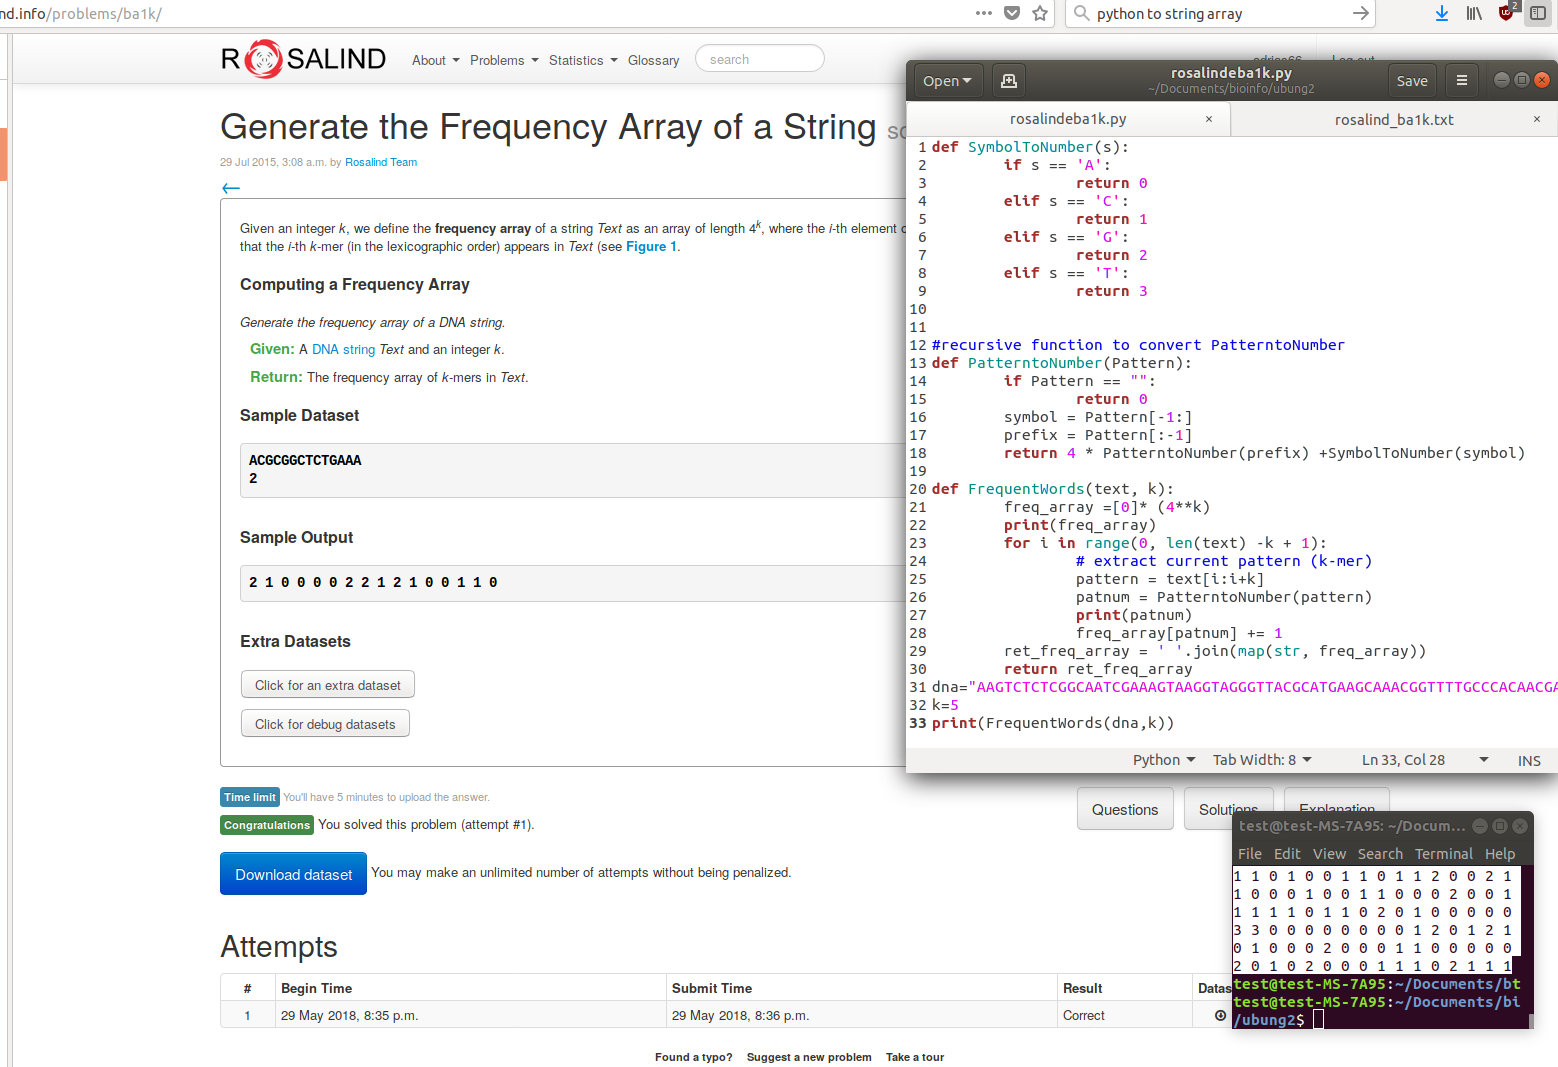 nd.info/problems/ba1k/
python to string array
2
ROSALIND
About
Problems
Statistics
Glossary
search
Generate the Frequency Array of a String
29 Jul 2015, 3:08 a.m. by Rosalind Team
←
Given an integer k, we define the frequency array of a string Text as an array of length 4^k, where the i-th element
that the i-th k-mer (in the lexicographic order) appears in Text (see Figure 1.
Computing a Frequency Array
Generate the frequency array of a DNA string.
Given: A DNA string Text and an integer k.
Return: The frequency array of k-mers in Text.
Sample Dataset
ACGCGGCTCTGAAA
2
Sample Output
2 1 0 0 0 0 2 2 1 2 1 0 0 1 1 0
Extra Datasets
Click for an extra dataset
Click for debug datasets
Time limit You'll have 5 minutes to upload the answer.
Congratulations You solved this problem (attempt #1).
Questions
Solutions
Explanation
Download dataset You may make an unlimited number of attempts without being penalized.
Attempts
# Begin Time Submit Time Result Datas
1 29 May 2018, 8:35 p.m. 29 May 2018, 8:36 p.m. Correct
Found a typo? Suggest a new problem Take a tour
Open
rosalindeba1k.py
~/Documents/bioinfo/ubung2
Save
rosalindeba1k.py ×
rosalind_ba1k.txt ×
1 def SymbolToNumber(s):
2 if s == 'A':
3 return 0
4 elif s == 'C':
5 return 1
6 elif s == 'G':
7 return 2
8 elif s == 'T':
9 return 3
10
11
12 #recursive function to convert PatterntoNumber
13 def PatterntoNumber(Pattern):
14 if Pattern == "":
15 return 0
16 symbol = Pattern[-1:]
17 prefix = Pattern[:-1]
18 return 4 * PatterntoNumber(prefix) +SymbolToNumber(symbol)
19
20 def FrequentWords(text, k):
21 freq_array =[0]* (4**k)
22 print(freq_array)
23 for i in range(0, len(text) -k + 1):
24 # extract current pattern (k-mer)
25 pattern = text[i:i+k]
26 patnum = PatterntoNumber(pattern)
27 print(patnum)
28 freq_array[patnum] += 1
29 ret_freq_array = ' '.join(map(str, freq_array))
30 return ret_freq_array
31 dna="AAGTCTCTCGGCAATCGAAAGTAAGGTAGGGTTACGCATGAAGCAAACGGTTTTGCCCACAACGA
32 k=5
33 print(FrequentWords(dna,k))
Python Tab Width: 8 Ln 33, Col 28 INS
test@test-MS-7A95: ~/Docum...
File Edit View Search Terminal Help
1 1 0 1 0 0 1 1 0 1 1 2 0 0 2 1
1 0 0 0 1 0 0 1 1 0 0 0 2 0 0 1
1 1 1 1 0 1 1 0 2 0 1 0 0 0 0 0
3 3 0 0 0 0 0 0 0 0 1 2 0 1 2 1
0 1 0 0 0 2 0 0 0 1 1 0 0 0 0 0
2 0 1 0 2 0 0 0 1 1 1 0 2 1 1 1
test@test-MS-7A95:~/Documents/bt
test@test-MS-7A95:~/Documents/bi
/ubung2$